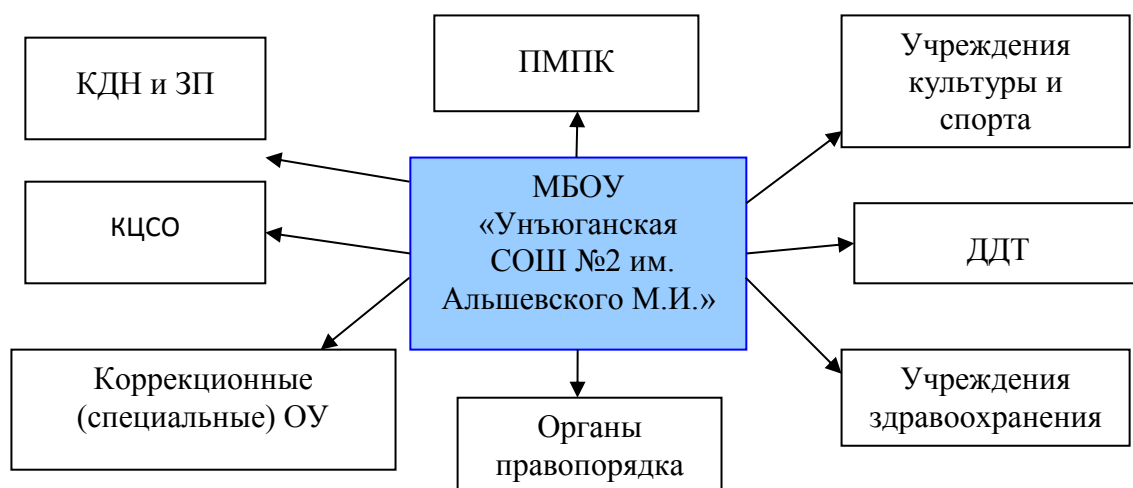 КДН и ЗП
ПМПК
Учреждения
культуры и
спорта
КЦСО
МБОУ
«Унъюганская
СОШ №2 им.
Альшевского М.И.»
ДДТ
Коррекционные
(специальные) ОУ
Органы
правопорядка
Учреждения
здравоохранения